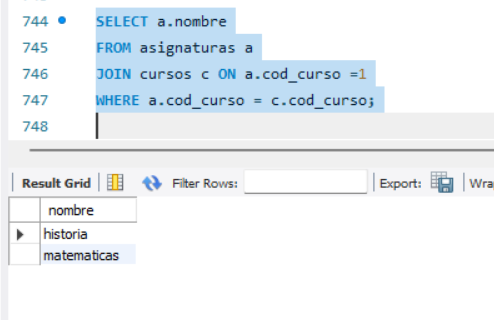 744 SELECT a.nombre
745 FROM asignaturas a
746 JOIN cursos c ON a.cod_curso =1
747 WHERE a.cod_curso = c.cod_curso;
748
Result Grid Filter Rows: Export: Wra
nombre
historia
matematicas